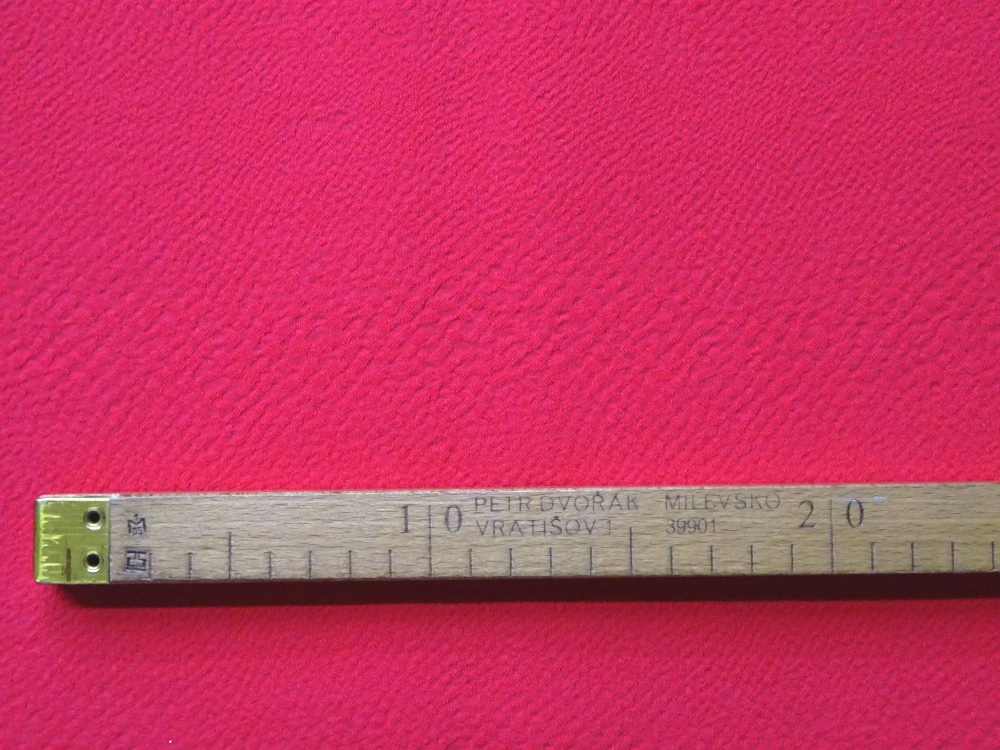 10 PETR DVOŘÁK MILEVSKO 20
VRATIŠOV 1 39901